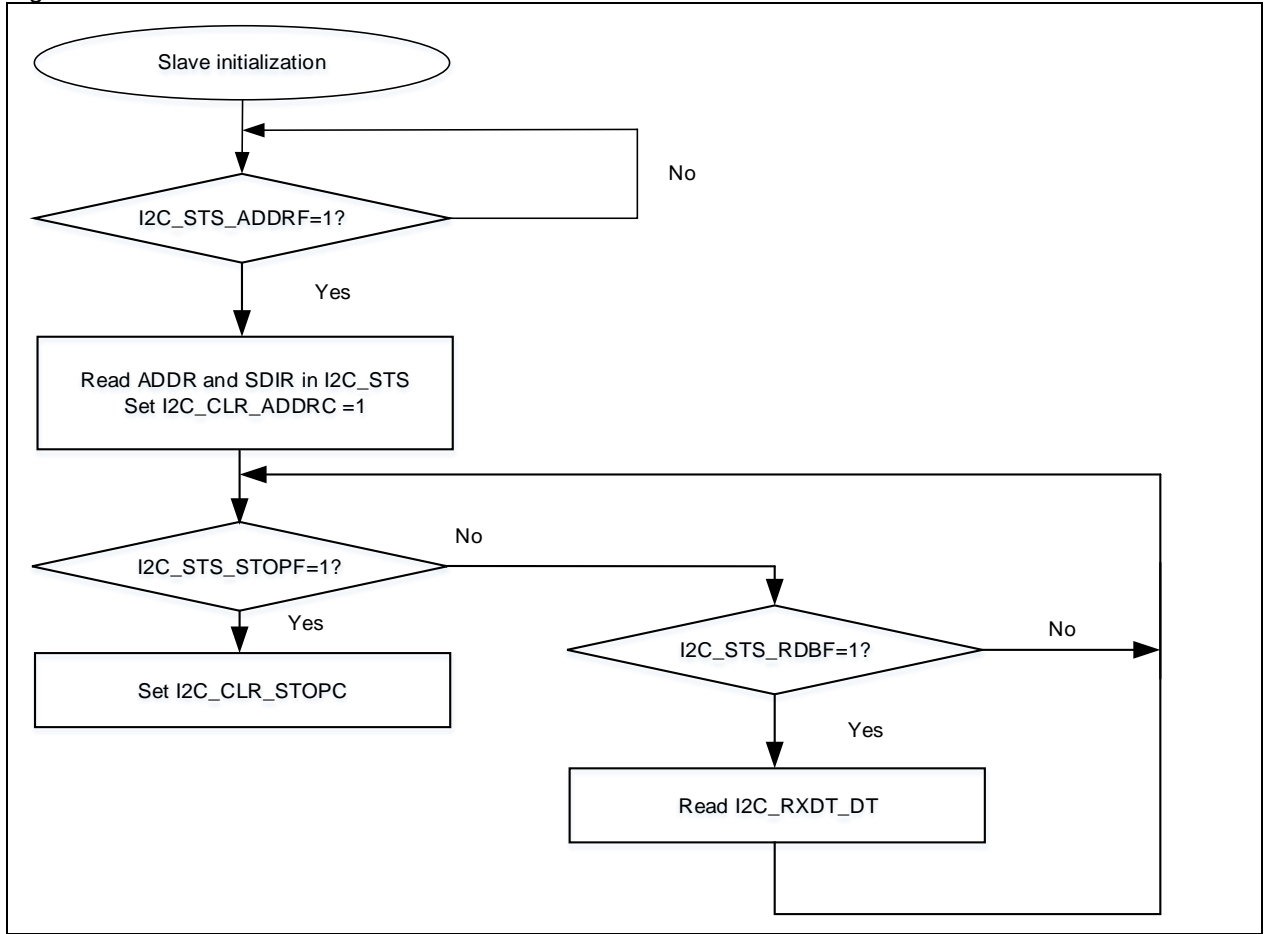 Slave initialization
No
I2C_STS_ADDRF=1?
Yes
Read ADDR and SDIR in I2C_STS
Set I2C_CLR_ADDRC =1
No
I2C_STS_STOPF=1?
Yes
No
I2C_STS_RDBF=1?
Set I2C_CLR_STOPC
Yes
Read I2C_RXDT_DT